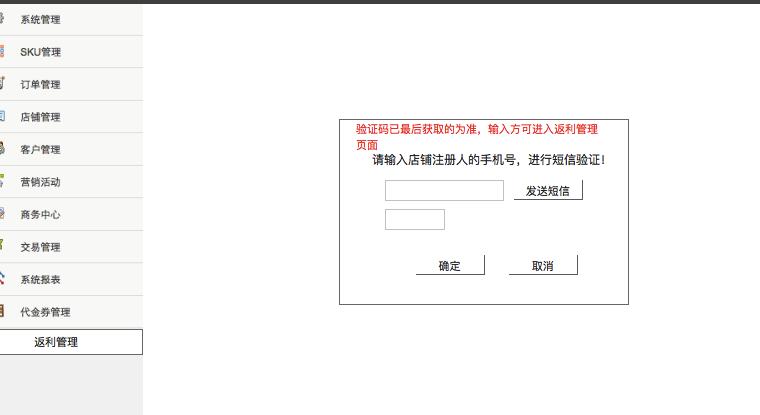 系统管理
SKU管理
订单管理
店铺管理
客户管理
营销活动
商务中心
交易管理
系统报表
代金券管理
返利管理
验证码已最后获取的为准，输入方可进入返利管理
页面
请输入店铺注册人的手机号，进行短信验证！
发送短信
确定
取消